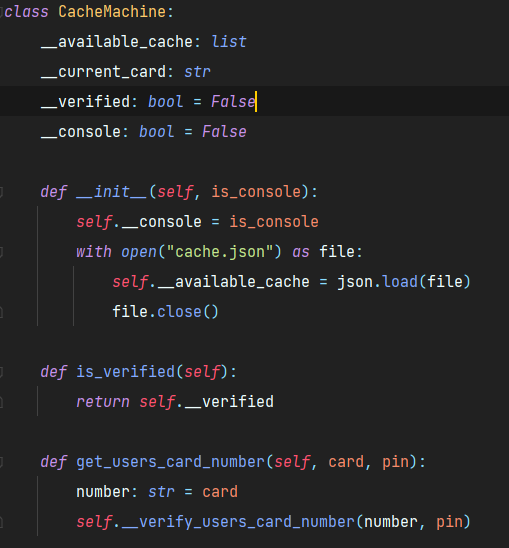 class CacheMachine:
    __available_cache: list
    __current_card: str
    __verified: bool = False
    __console: bool = False
    def __init__(self, is_console):
        self.__console = is_console
        with open("cache.json") as file:
            self.__available_cache = json.load(file)
            file.close()
    def is_verified(self):
        return self.__verified
    def get_users_card_number(self, card, pin):
        number: str = card
        self.__verify_users_card_number(number, pin)